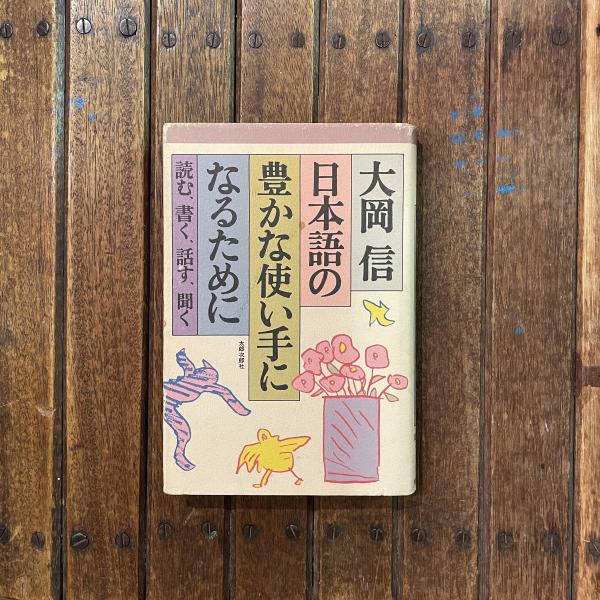 大岡 信
日本語の
豊かな使い手に
なるために
読む、書く、話す、聞く
太郎次郎社